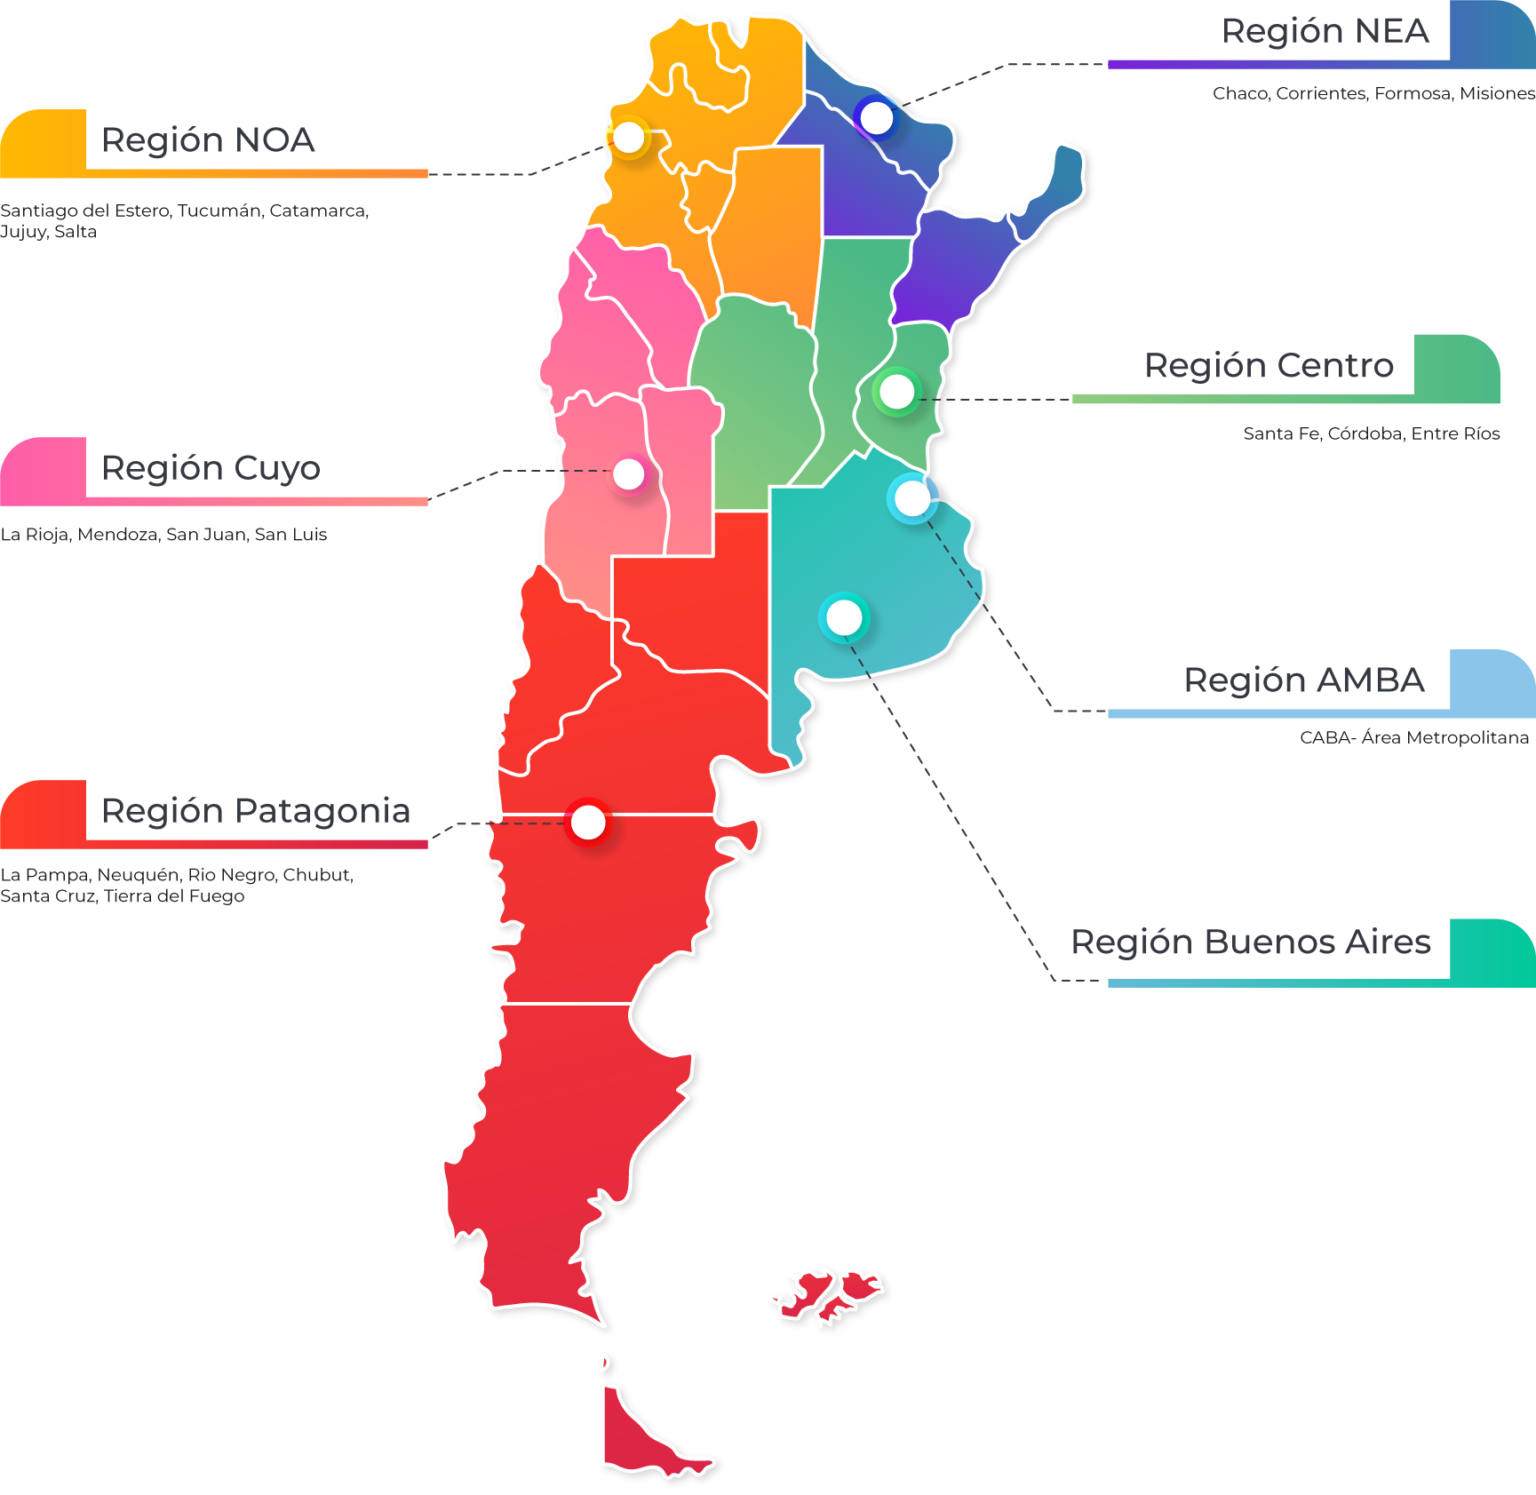 Región NEA
Chaco, Corrientes, Formosa, Misiones
Región NOA
Santiago del Estero, Tucumán, Catamarca,
Jujuy, Salta
Región Centro
Santa Fe, Córdoba, Entre Ríos
Región Cuyo
La Rioja, Mendoza, San Juan, San Luis
Región AMBA
CABA- Área Metropolitana
Región Patagonia
La Pampa, Neuquén, Rio Negro, Chubut,
Santa Cruz, Tierra del Fuego
Región Buenos Aires